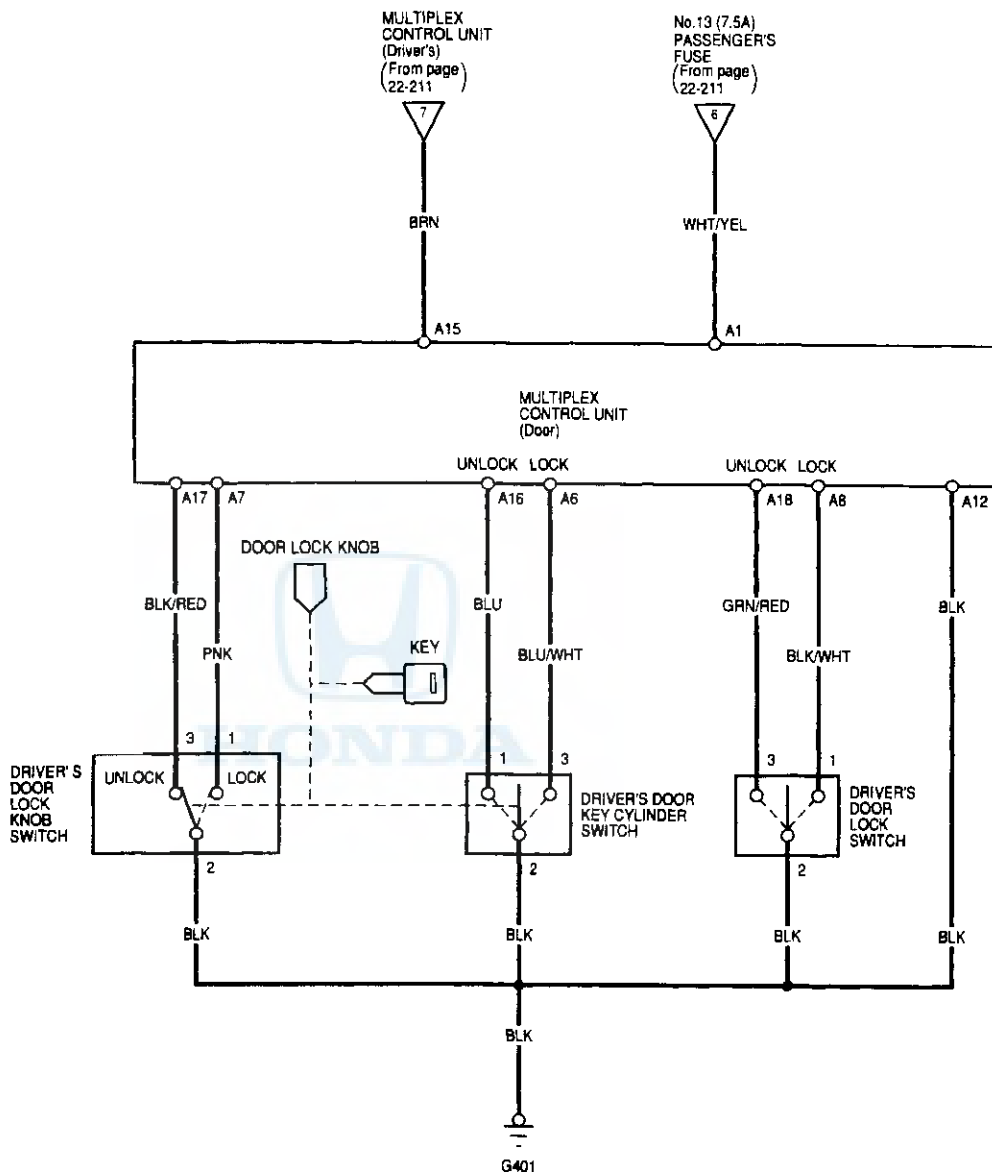 MULTIPLEX
CONTROL UNIT
(Driver's)
(From page
22-211)
7
No.13 (7.5A)
PASSENGER'S
FUSE
(From page
22-211)
6
BRN
WHT/YEL
A15
A1
MULTIPLEX
CONTROL UNIT
(Door)
UNLOCK LOCK
UNLOCK LOCK
A17
A7
A16
A6
A18
A8
A12
DOOR LOCK KNOB
BLK/RED
PNK
KEY
BLU
BLU/WHT
GRN/RED
BLK/WHT
BLK
HONDA
DRIVER'S
DOOR
LOCK
KNOB
SWITCH
3
1
UNLOCK
LOCK
2
1
3
DRIVER'S DOOR
KEY CYLINDER
SWITCH
2
3
1
DRIVER'S
DOOR
LOCK
SWITCH
2
BLK
BLK
BLK
BLK
BLK
G401